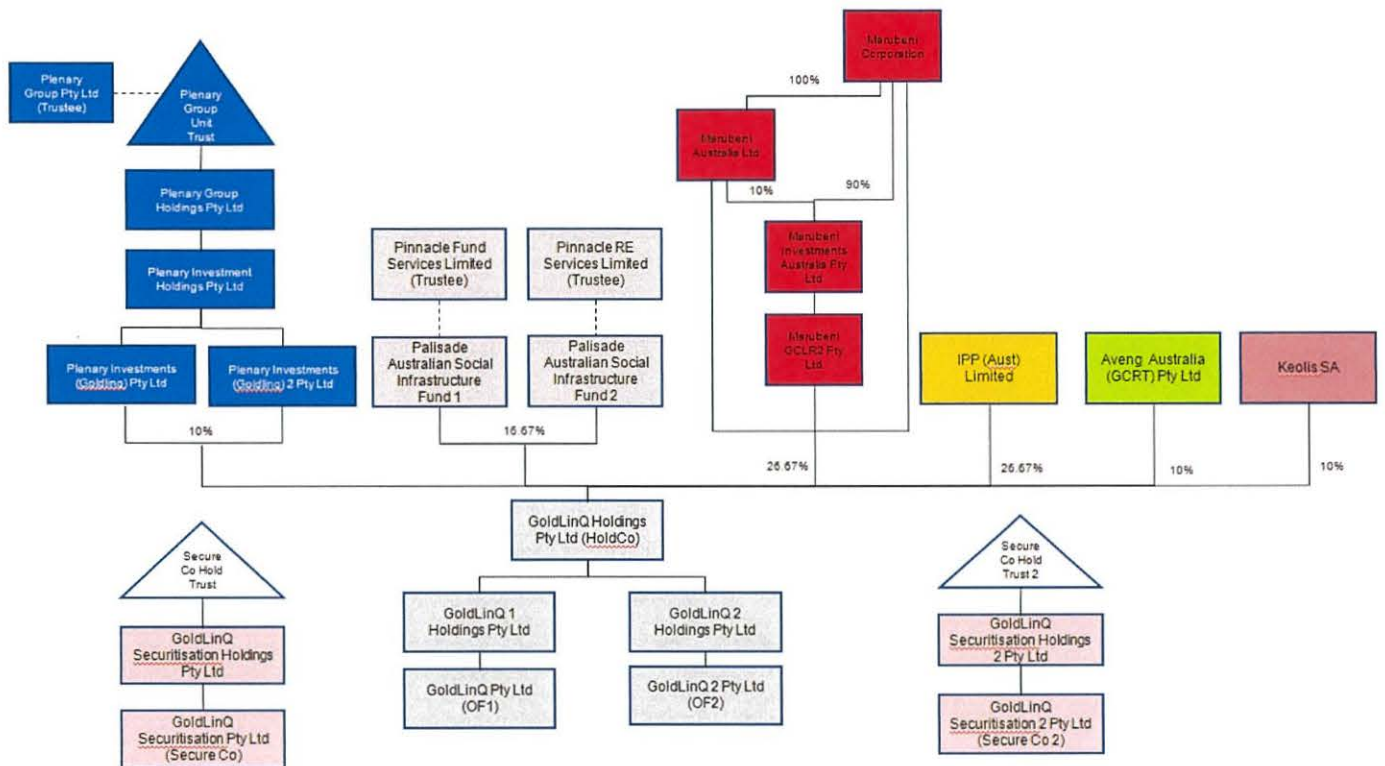 Marubeni
Corporation
Plenary
Group Pty Ltd
(Trustee)
Plenary
Group
Unit
Trust
100%
Marubeni
Australia Ltd
10%
90%
Plenary Group
Holdings Pty Ltd
Pinnacle Fund
Services Limited
(Trustee)
Pinnacle RE
Services Limited
(Trustee)
Marubeni
Investments
Australia Pty
Ltd
Plenary Investment
Holdings Pty Ltd
Plenary Investments
(Goldinq) Pty Ltd
Plenary Investments
(Goldlinq) 2 Pty Ltd
Palisade
Australian Social
Infrastructure
Fund 1
Palisade
Australian Social
Infrastructure
Fund 2
Marubeni
GCLR2 Pty
Ltd
IPP (Aust)
Limited
Aveng Australia
(GCRT) Pty Ltd
Keolis SA
10%
16.67%
26.67%
26.67%
10%
10%
GoldLinQ Holdings
Pty Ltd (HoldCo)
Secure
Co Hold
Trust
Secure
Co Hold
Trust 2
GoldLinQ 1
Holdings Pty Ltd
GoldLinQ 2
Holdings Pty Ltd
GoldLinQ
Securitisation Holdings
Pty Ltd
GoldLinQ
Securitisation Holdings
2 Pty Ltd
GoldLinQ Pty Ltd
(OF1)
GoldLinQ 2 Pty Ltd
(OF2)
GoldLinQ
Securitisation Pty Ltd
(Secure Co)
GoldLinQ
Securitisation 2 Pty Ltd
(Secure Co 2)